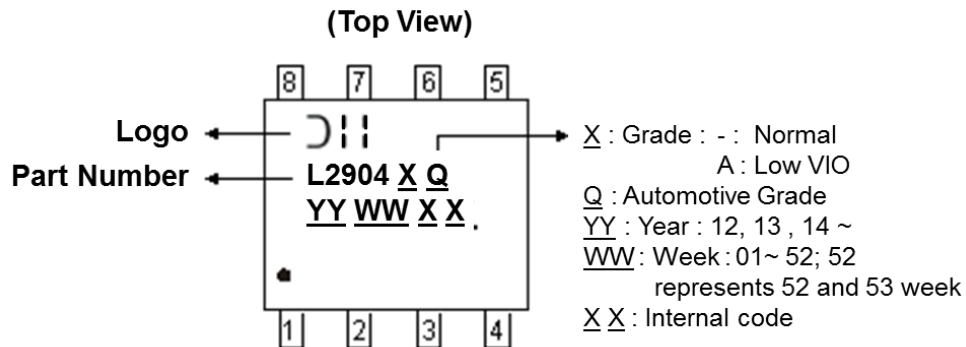 (Top View)
8 7 6 5
Logo
Part Number
L2904 X Q
YY WW X X .
1 2 3 4
X : Grade : - : Normal
A : Low VIO
Q : Automotive Grade
YY : Year : 12, 13 , 14 ~
WW : Week : 01~ 52; 52
represents 52 and 53 week
X X : Internal code